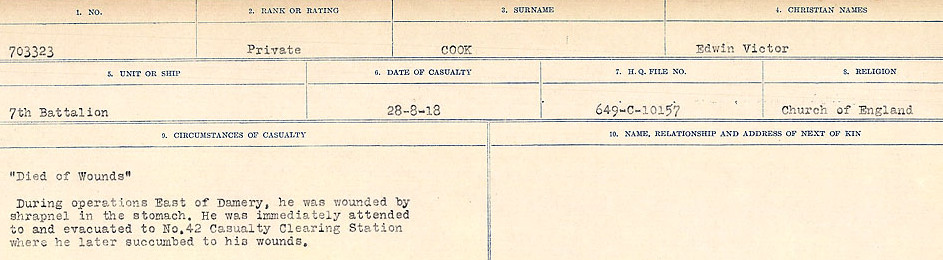 1. NO. 2. RANK OR RATING 3. SURNAME 4. CHRISTIAN NAMES
703323 Private COOK Edwin Victor
5. UNIT OR SHIP 6. DATE OF CASUALTY 7. H.Q. FILE NO. 8. RELIGION
7th Battalion 28-8-18 649-C-10157 Church of England
9. CIRCUMSTANCES OF CASUALTY 10. NAME, RELATIONSHIP AND ADDRESS OF NEXT OF KIN
"Died of Wounds"
During operations East of Damery, he was wounded by
shrapnel in the stomach. He was immediately attended
to and evacuated to No.42 Casualty Clearing Station
where he later succumbed to his wounds.